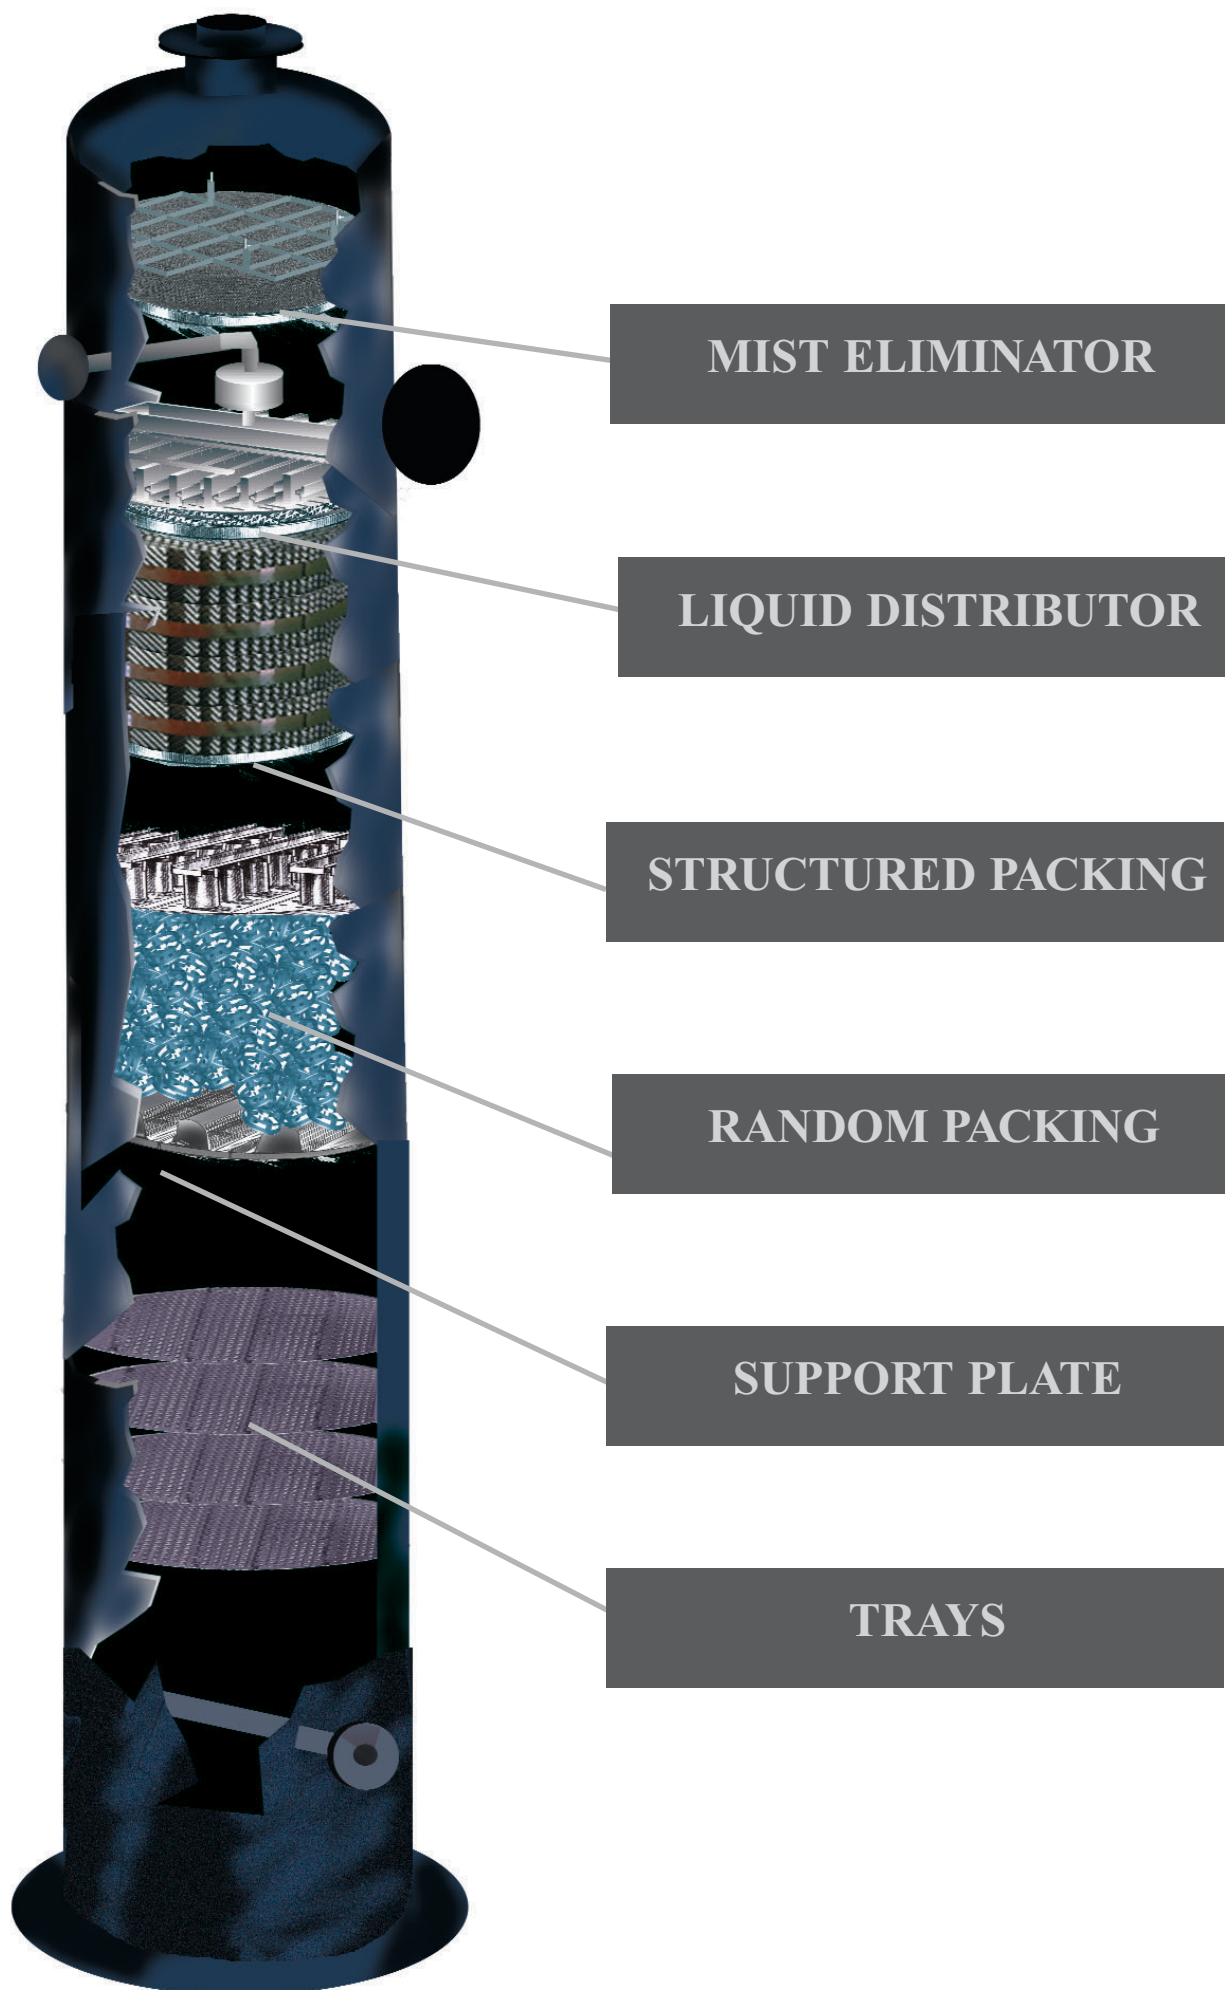 MIST ELIMINATOR
LIQUID DISTRIBUTOR
STRUCTURED PACKING
RANDOM PACKING
SUPPORT PLATE
TRAYS